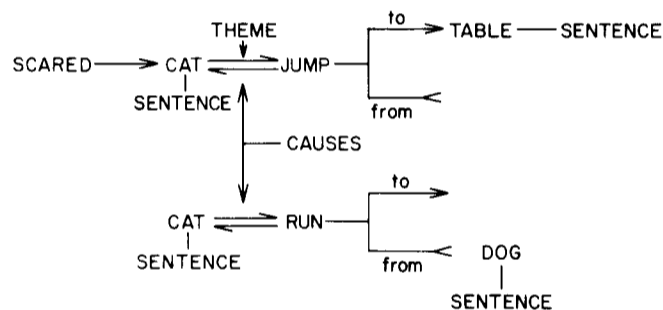 THEME
to
SCARED CAT JUMP TABLE SENTENCE
SENTENCE
from
CAUSES
to
CAT RUN
SENTENCE
from
DOG
SENTENCE